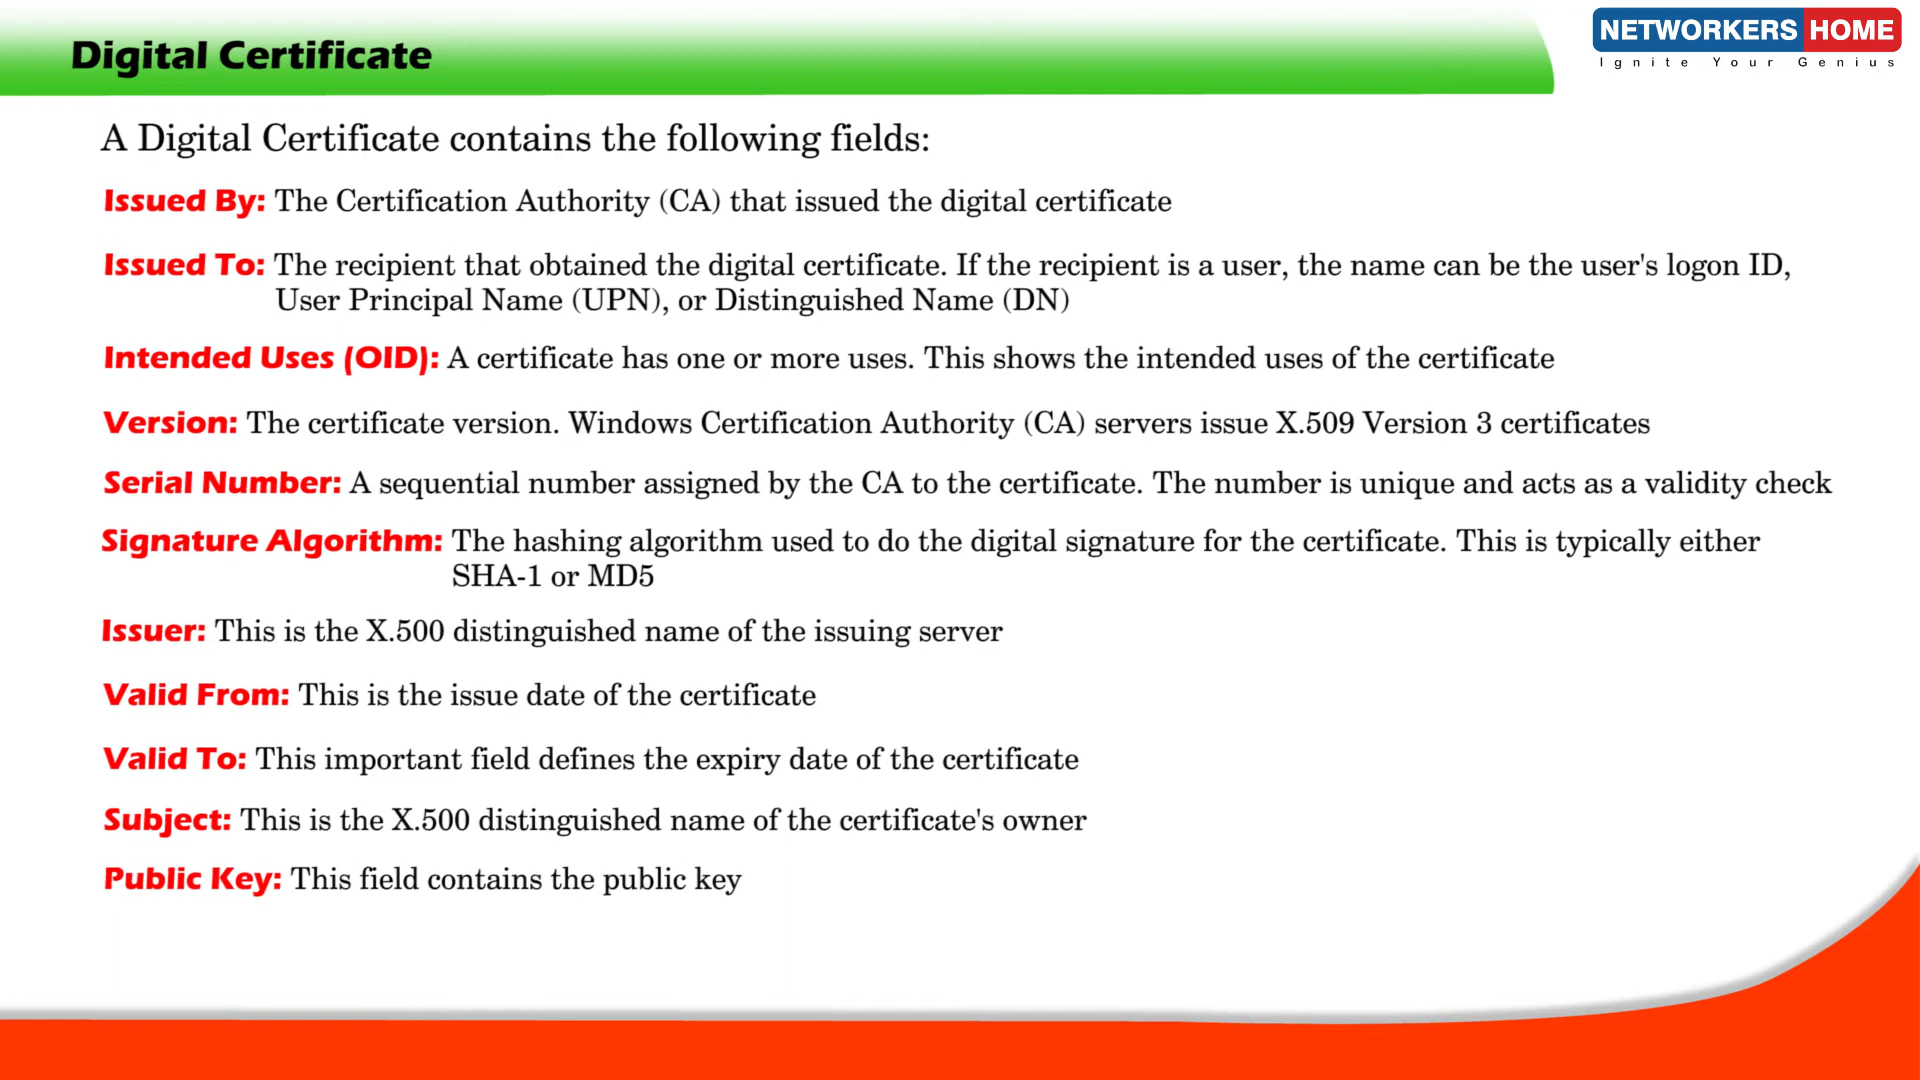 Digital Certificate
NETWORKERS HOME
Ignite Your Genius
A Digital Certificate contains the following fields:
Issued By: The Certification Authority (CA) that issued the digital certificate
Issued To: The recipient that obtained the digital certificate. If the recipient is a user, the name can be the user's logon ID,
User Principal Name (UPN), or Distinguished Name (DN)
Intended Uses (OID): A certificate has one or more uses. This shows the intended uses of the certificate
Version: The certificate version. Windows Certification Authority (CA) servers issue X.509 Version 3 certificates
Serial Number: A sequential number assigned by the CA to the certificate. The number is unique and acts as a validity check
Signature Algorithm: The hashing algorithm used to do the digital signature for the certificate. This is typically either
SHA-1 or MD5
Issuer: This is the X.500 distinguished name of the issuing server
Valid From: This is the issue date of the certificate
Valid To: This important field defines the expiry date of the certificate
Subject: This is the X.500 distinguished name of the certificate's owner
Public Key: This field contains the public key